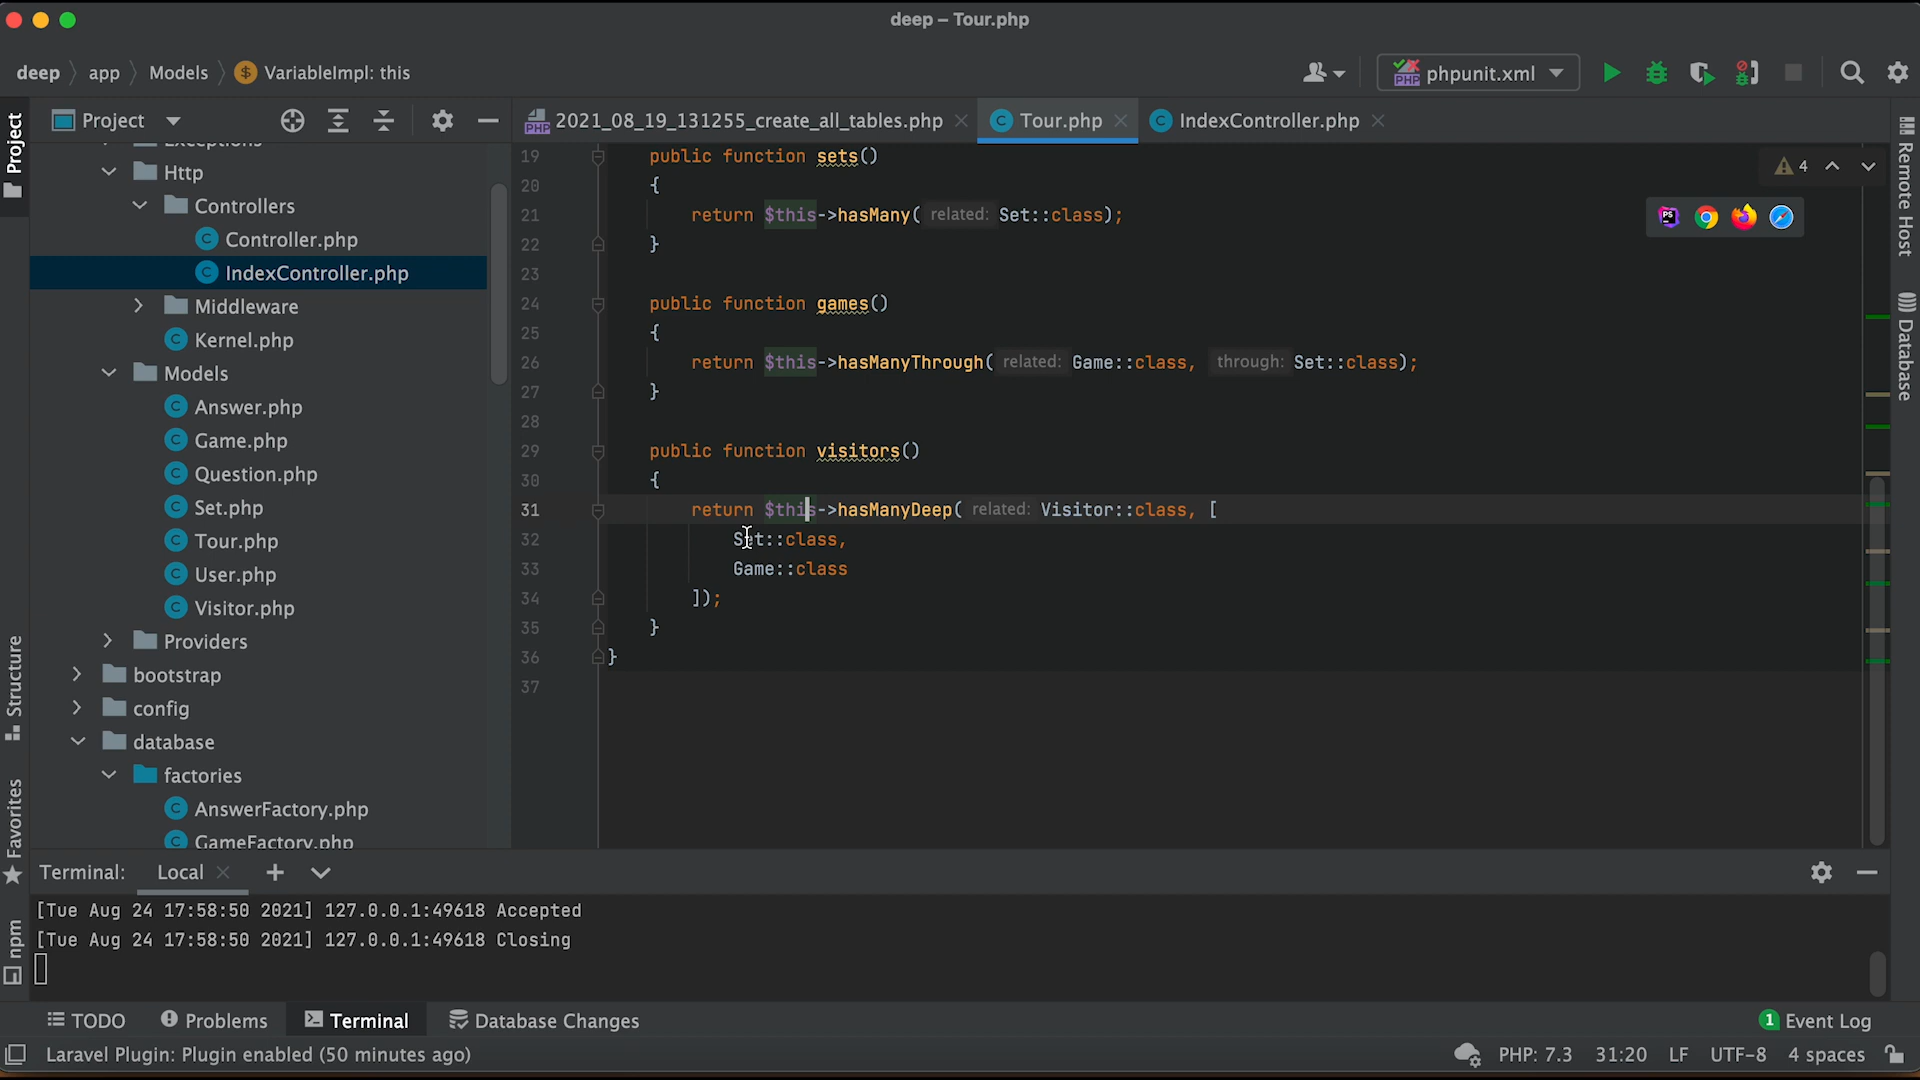 deep – Tour.php
deep app Models $ VariableImpl: this
phpunit.xml
Project
2021_08_19_131255_create_all_tables.php
Tour.php
IndexController.php
Project
Exceptions
Http
Controllers
Controller.php
IndexController.php
Middleware
Kernel.php
Models
Answer.php
Game.php
Question.php
Set.php
Tour.php
User.php
Visitor.php
Providers
bootstrap
config
database
factories
AnswerFactory.php
GameFactory.php
Structure
Favorites
npm
19 public function sets()
20 {
21 return $this->hasMany( related: Set::class);
22 }
23
24 public function games()
25 {
26 return $this->hasManyThrough( related: Game::class, through: Set::class);
27 }
28
29 public function visitors()
30 {
31 return $this->hasManyDeep( related: Visitor::class, [
32 Set::class,
33 Game::class
34 ]);
35 }
36 }
37
4
Remote Host
Database
Terminal: Local
[Tue Aug 24 17:58:50 2021] 127.0.0.1:49618 Accepted
[Tue Aug 24 17:58:50 2021] 127.0.0.1:49618 Closing
TODO Problems Terminal Database Changes 1 Event Log
Laravel Plugin: Plugin enabled (50 minutes ago) PHP: 7.3 31:20 LF UTF-8 4 spaces